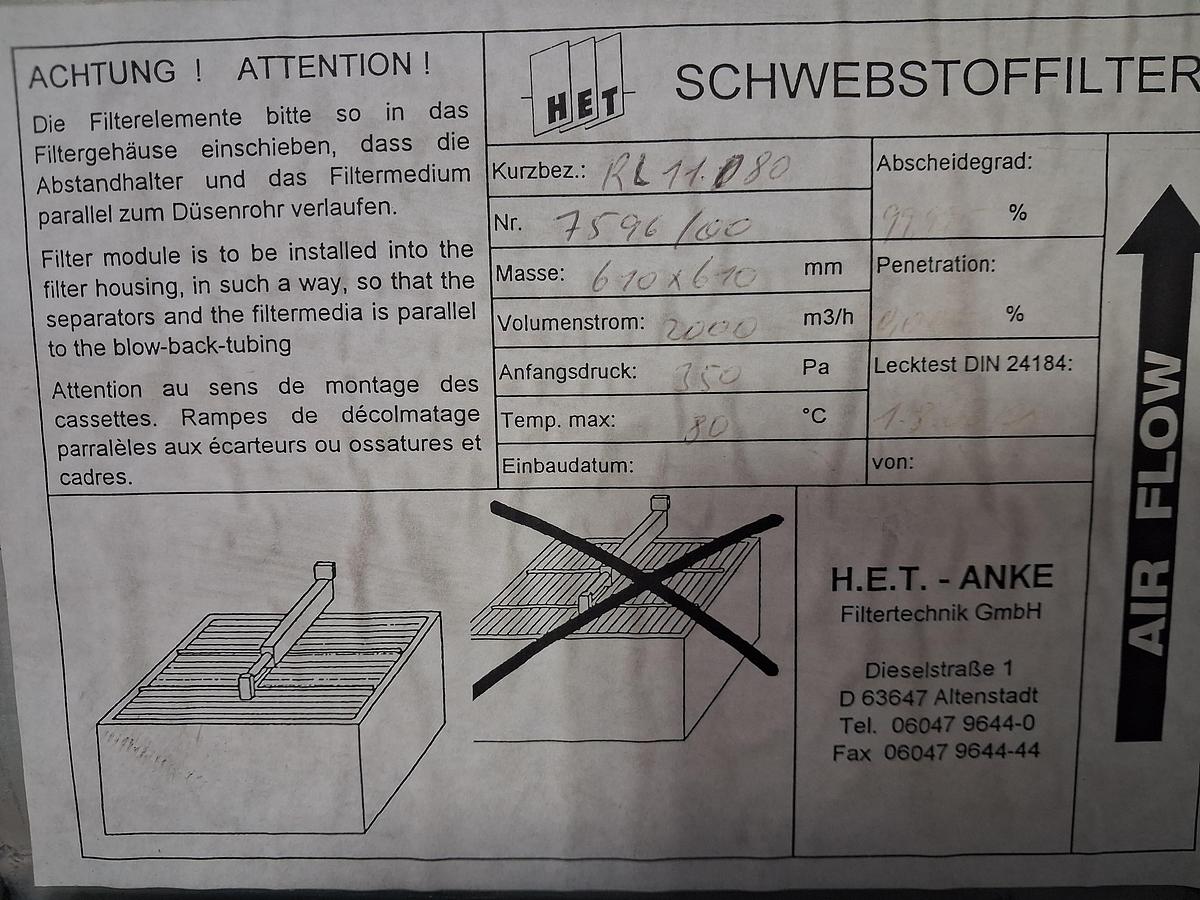 ACHTUNG ! ATTENTION !
Die Filterelemente bitte so in das
Filtergehäuse einschieben, dass die
Abstandhalter und das Filtermedium
parallel zum Düsenrohr verlaufen.
Filter module is to be installed into the
filter housing, in such a way, so that the
separators and the filtermedia is parallel
to the blow-back-tubing
Attention au sens de montage des
cassettes. Rampes de décolmatage
parralèles aux écarteurs ou ossatures et
cadres.
HET
SCHWEBSTOFFILTER
Kurzbez.: RL 11.080
Nr. 7596/00
Masse: 610x610 mm
Volumenstrom: 2000 m3/h
Anfangsdruck: 350 Pa
Temp. max: 80 °C
Einbaudatum:
Abscheidegrad:
%
Penetration:
%
Lecktest DIN 24184:
von:
AIR FLOW
H.E.T. - ANKE
Filtertechnik GmbH
Dieselstraße 1
D 63647 Altenstadt
Tel. 06047 9644-0
Fax 06047 9644-44